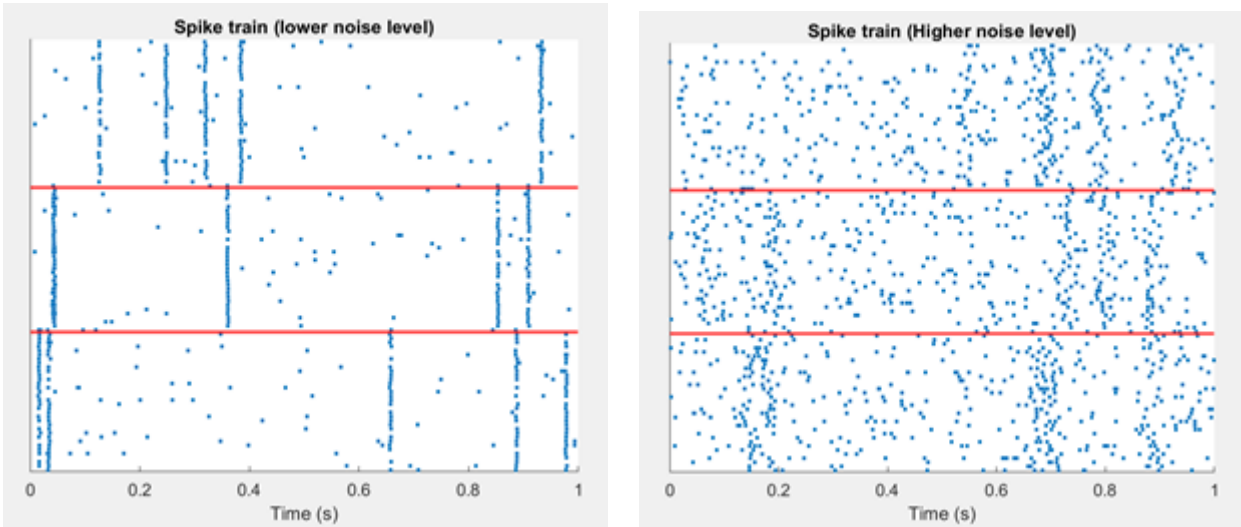 Spike train (lower noise level)
0 0.2 0.4 0.6 0.8 1
Time (s)
Spike train (Higher noise level)
0 0.2 0.4 0.6 0.8 1
Time (s)